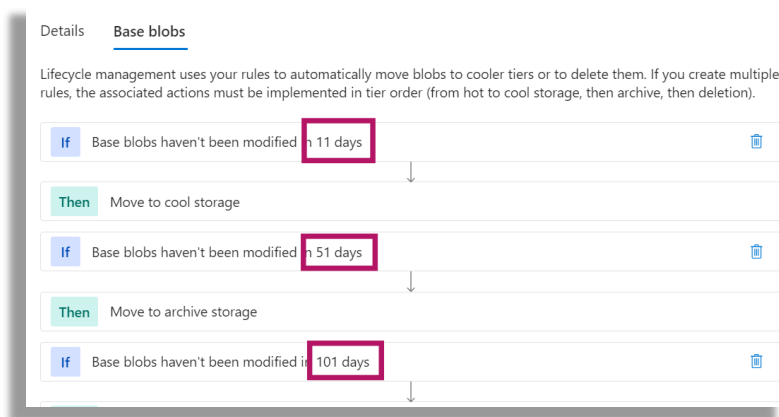 Details Base blobs
Lifecycle management uses your rules to automatically move blobs to cooler tiers or to delete them. If you create multiple
rules, the associated actions must be implemented in tier order (from hot to cool storage, then archive, then deletion).
If Base blobs haven't been modified in 11 days
Then Move to cool storage
If Base blobs haven't been modified in 51 days
Then Move to archive storage
If Base blobs haven't been modified in 101 days